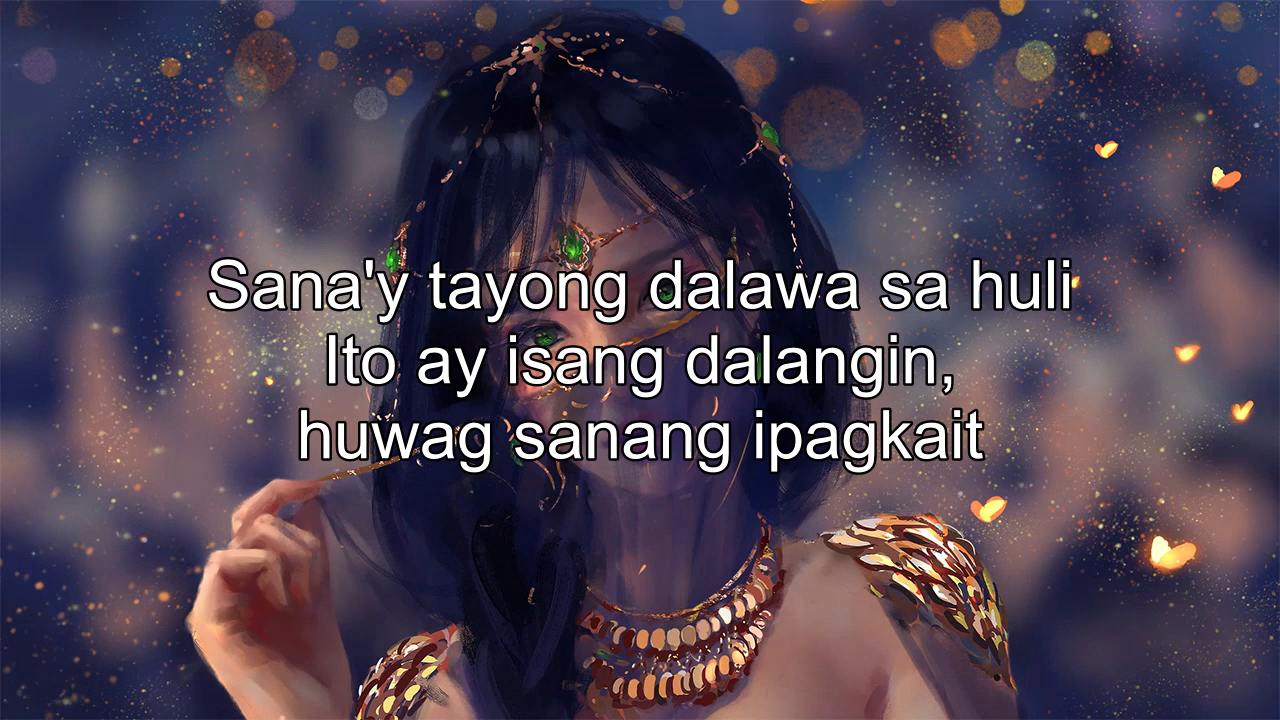 Sana'y tayong dalawa sa huli
Ito ay isang dalangin,
huwag sanang ipagkait